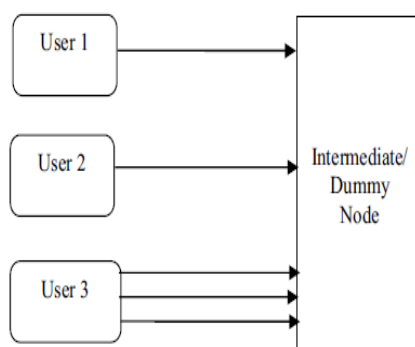 User 1
User 2
Intermediate/
Dummy
Node
User 3